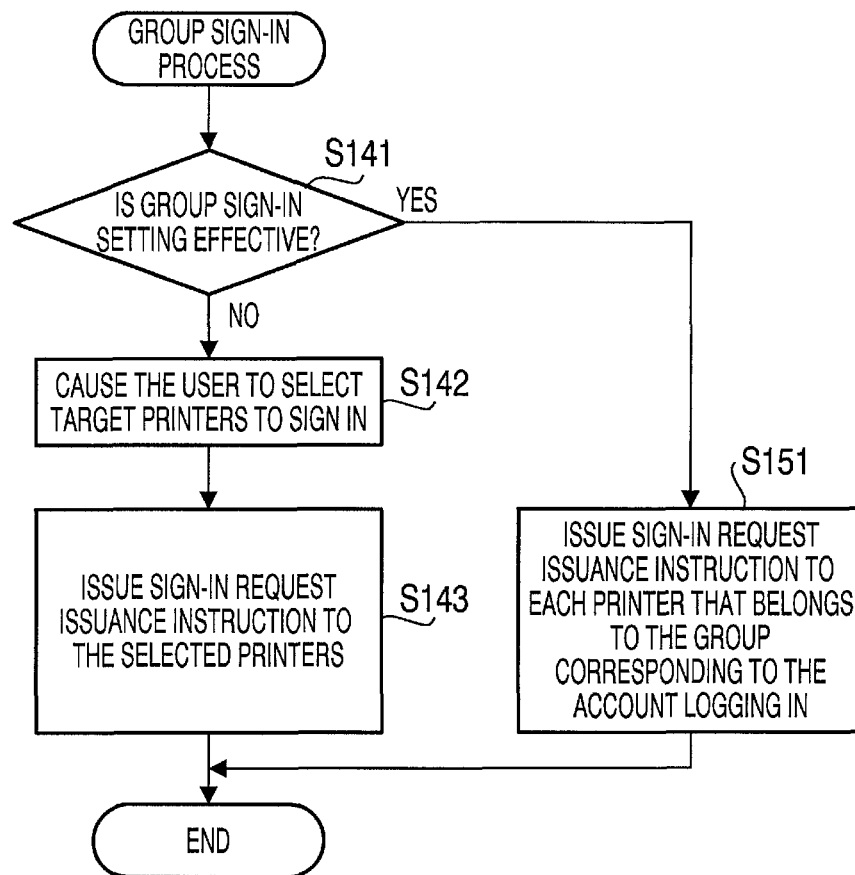 GROUP SIGN-IN
PROCESS
S141
IS GROUP SIGN-IN
SETTING EFFECTIVE?
YES
NO
CAUSE THE USER TO SELECT
TARGET PRINTERS TO SIGN IN
S142
ISSUE SIGN-IN REQUEST
ISSUANCE INSTRUCTION TO
THE SELECTED PRINTERS
S143
S151
ISSUE SIGN-IN REQUEST
ISSUANCE INSTRUCTION TO
EACH PRINTER THAT BELONGS
TO THE GROUP
CORRESPONDING TO THE
ACCOUNT LOGGING IN
END